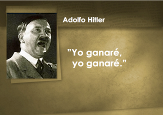 Adolfo Hitler
"Yo ganaré,
yo ganaré."